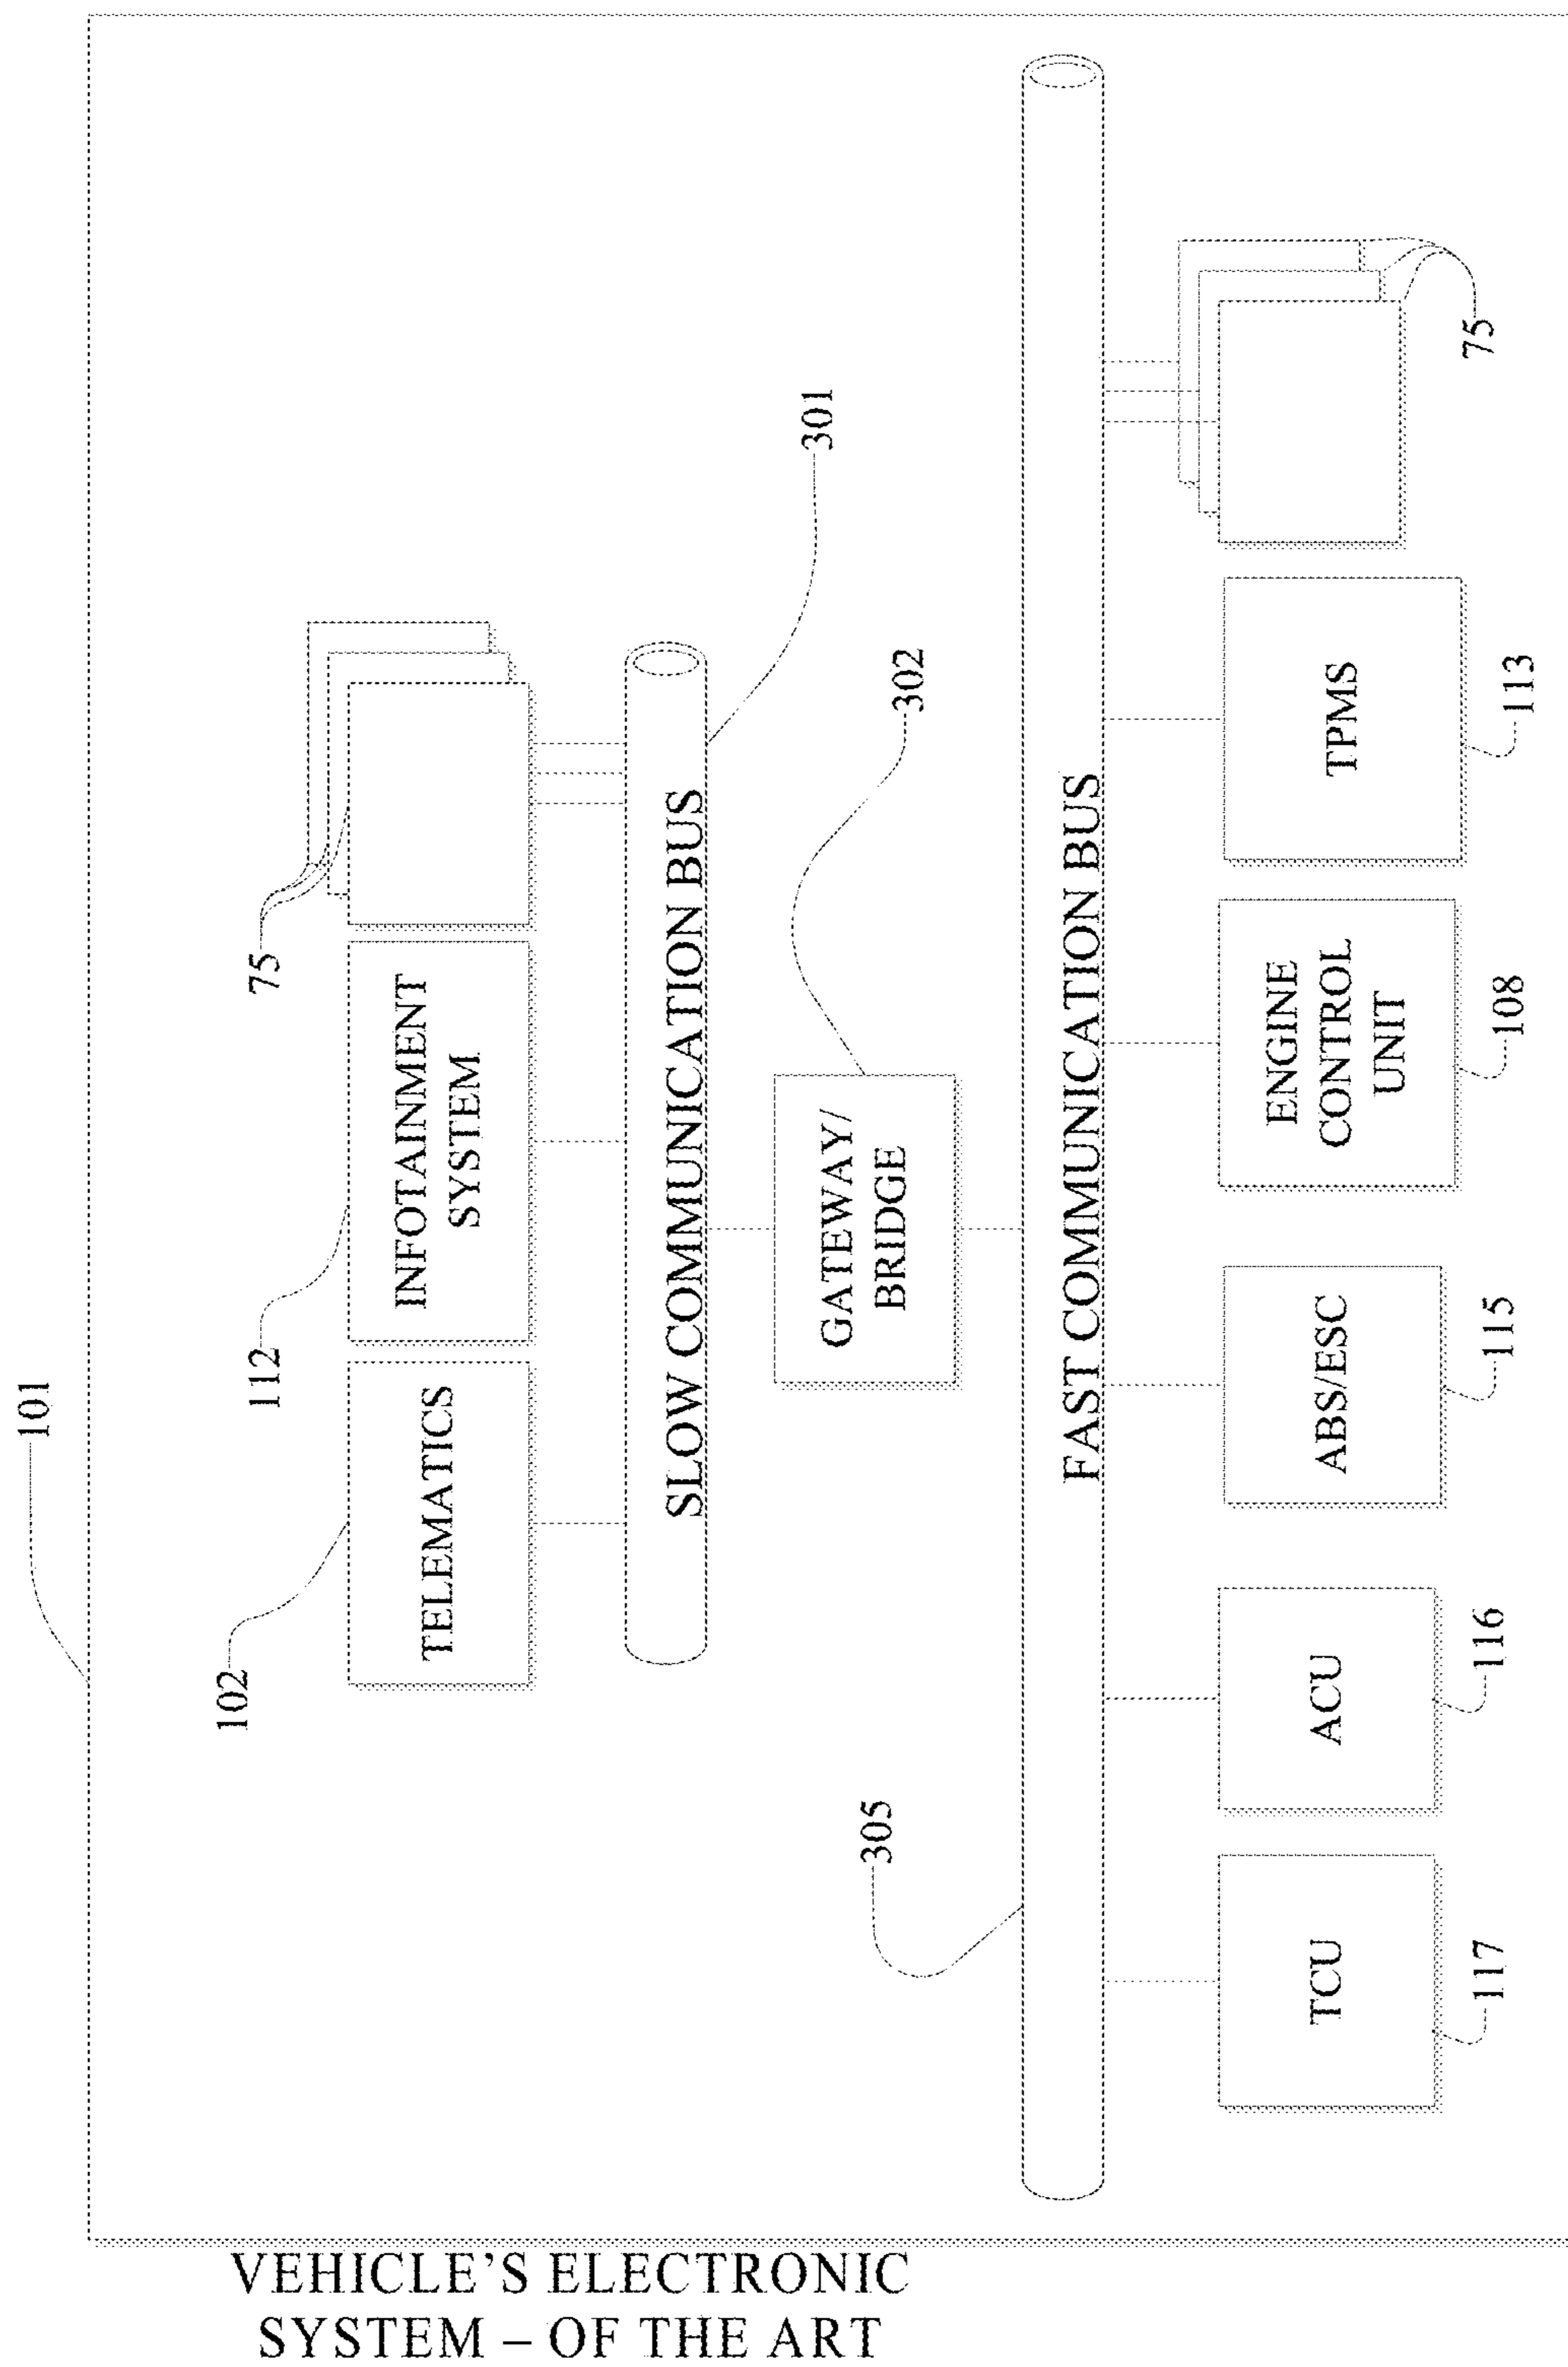 101
102
TELEMATICS
112
INFOTAINMENT
SYSTEM
75
SLOW COMMUNICATION BUS
301
GATEWAY/
BRIDGE
302
305
FAST COMMUNICATION BUS
TCU
117
ACU
116
ABS/ESC
115
ENGINE
CONTROL
UNIT
108
TPMS
113
75
VEHICLE’S ELECTRONIC
SYSTEM – OF THE ART